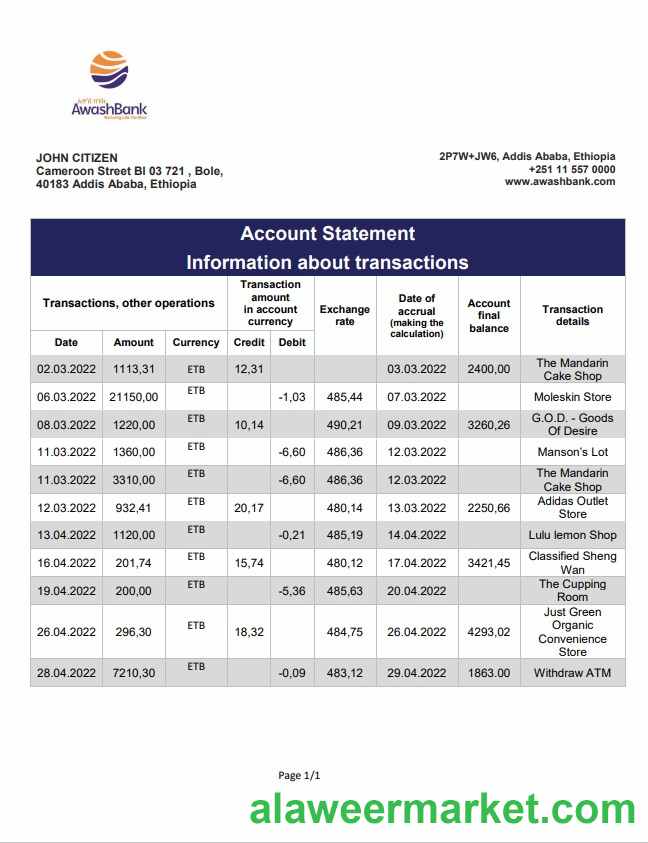 AwashBank
JOHN CITIZEN
Cameroon Street Bl 03 721 , Bole,
40183 Addis Ababa, Ethiopia
2P7W+JW6, Addis Ababa, Ethiopia
+251 11 557 0000
www.awashbank.com
Account Statement
Information about transactions
Transactions, other operations
Transaction
amount
in account
currency
Exchange
rate
Date of
accrual
(making the
calculation)
Account
final
balance
Transaction
details
Date Amount Currency Credit Debit
02.03.2022 1113,31 ETB 12,31 03.03.2022 2400,00 The Mandarin
Cake Shop
06.03.2022 21150,00 ETB -1,03 485,44 07.03.2022 Moleskin Store
08.03.2022 1220,00 ETB 10,14 490,21 09.03.2022 3260,26 G.O.D. - Goods
Of Desire
11.03.2022 1360,00 ETB -6,60 486,36 12.03.2022 Manson's Lot
11.03.2022 3310,00 ETB -6,60 486,36 12.03.2022 The Mandarin
Cake Shop
12.03.2022 932,41 ETB 20,17 480,14 13.03.2022 2250,66 Adidas Outlet
Store
13.04.2022 1120,00 ETB -0,21 485,19 14.04.2022 Lulu lemon Shop
16.04.2022 201,74 ETB 15,74 480,12 17.04.2022 3421,45 Classified Sheng
Wan
19.04.2022 200,00 ETB -5,36 485,63 20.04.2022 The Cupping
Room
26.04.2022 296,30 ETB 18,32 484,75 26.04.2022 4293,02 Just Green
Organic
Convenience
Store
28.04.2022 7210,30 ETB -0,09 483,12 29.04.2022 1863.00 Withdraw ATM
Page 1/1
alaweermarket.com